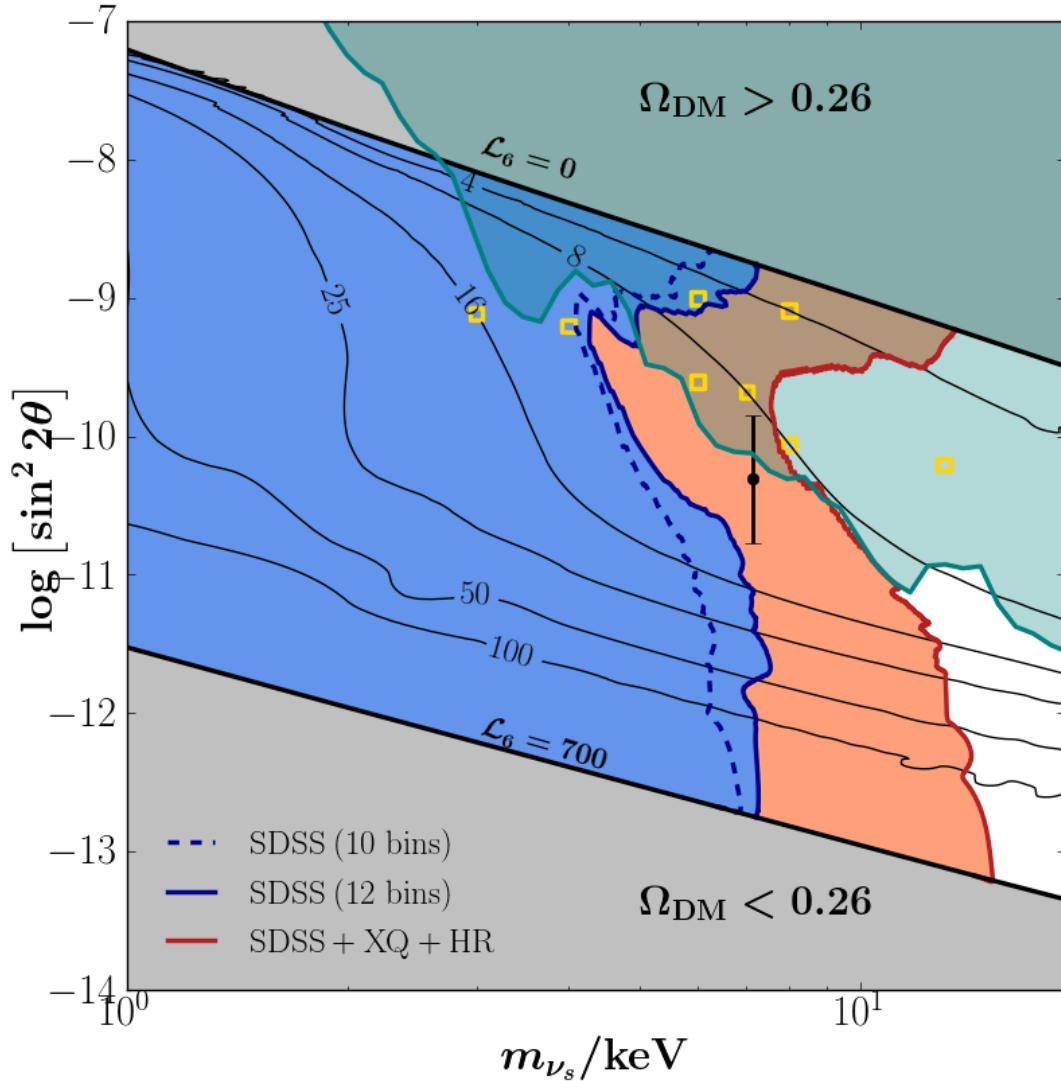 −7
Ω_DM > 0.26
−8
ℒ₆ = 0
4
8
−9
25
16
−10
log [sin² 2θ]
−11
50
100
−12
ℒ₆ = 700
SDSS (10 bins)
−13
SDSS (12 bins)
Ω_DM < 0.26
SDSS + XQ + HR
−14
10⁰
10¹
m_νs/keV